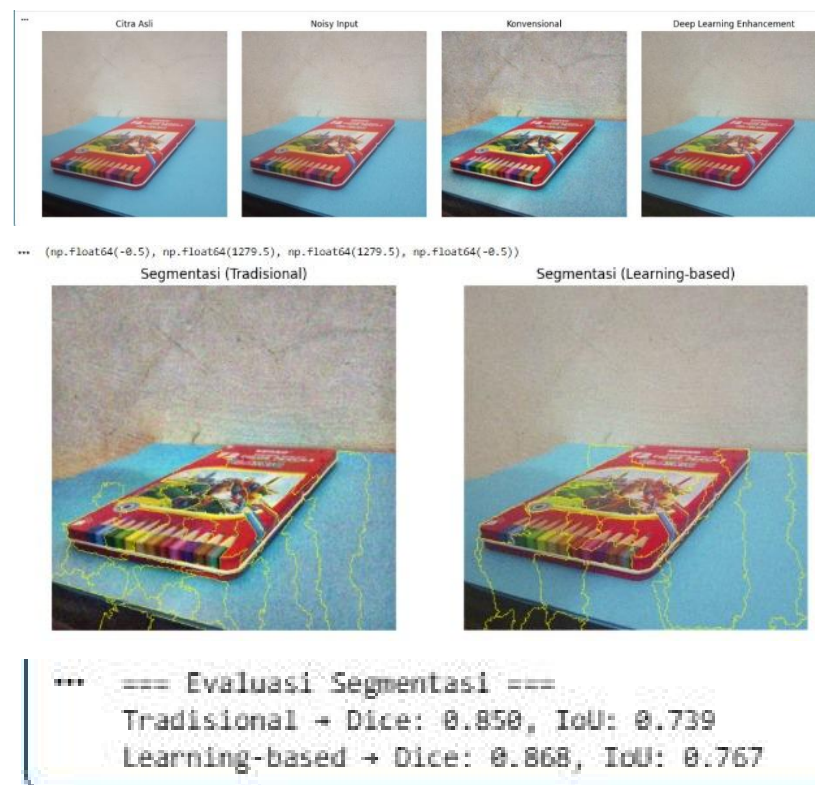 ...
Citra Asli Noisy Input Konvensional Deep Learning Enhancement
... (np.float64(-0.5), np.float64(1279.5), np.float64(1279.5), np.float64(-0.5))
Segmentasi (Tradisional) Segmentasi (Learning-based)
... === Evaluasi Segmentasi ===
Tradisional → Dice: 0.850, IoU: 0.739
Learning-based → Dice: 0.868, IoU: 0.767